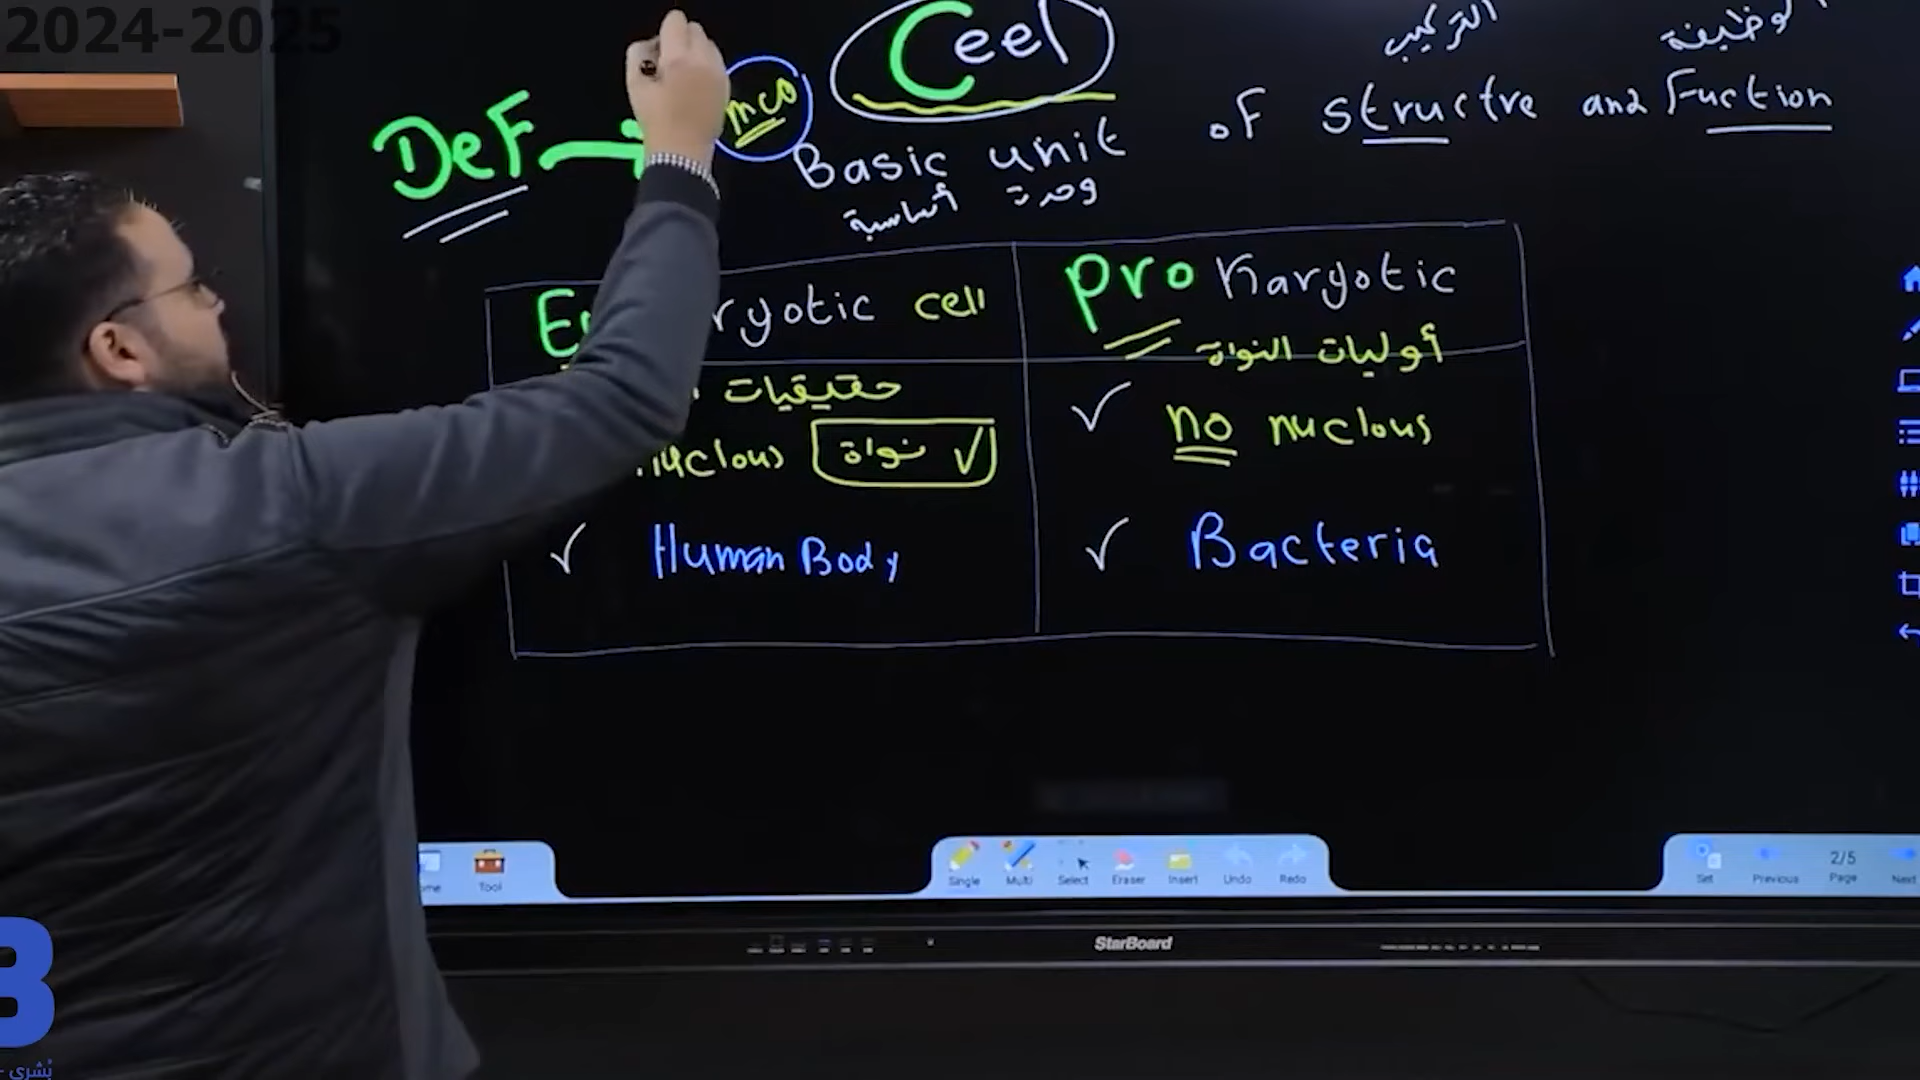 2024-2025
التركيب الوظيفة
Ceel
DeF mcq Basic unit of structre and Fuction
وحدة أساسية
ryotic cell
pro Karyotic
أوليات النواة
حقيقيات
nuclous نواة
no nuclous
Human Body
Bacteria
Tool
Single Multi Select Eraser Insert Undo Redo
Set Previous 2/5 Page Next
StarBoard
B
بُشرى